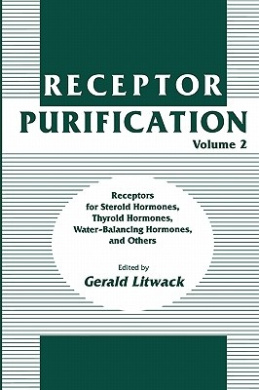 RECEPTOR
PURIFICATION
Volume 2
Receptors
for Steroid Hormones,
Thyroid Hormones,
Water-Balancing Hormones,
and Others
Edited by
Gerald Litwack